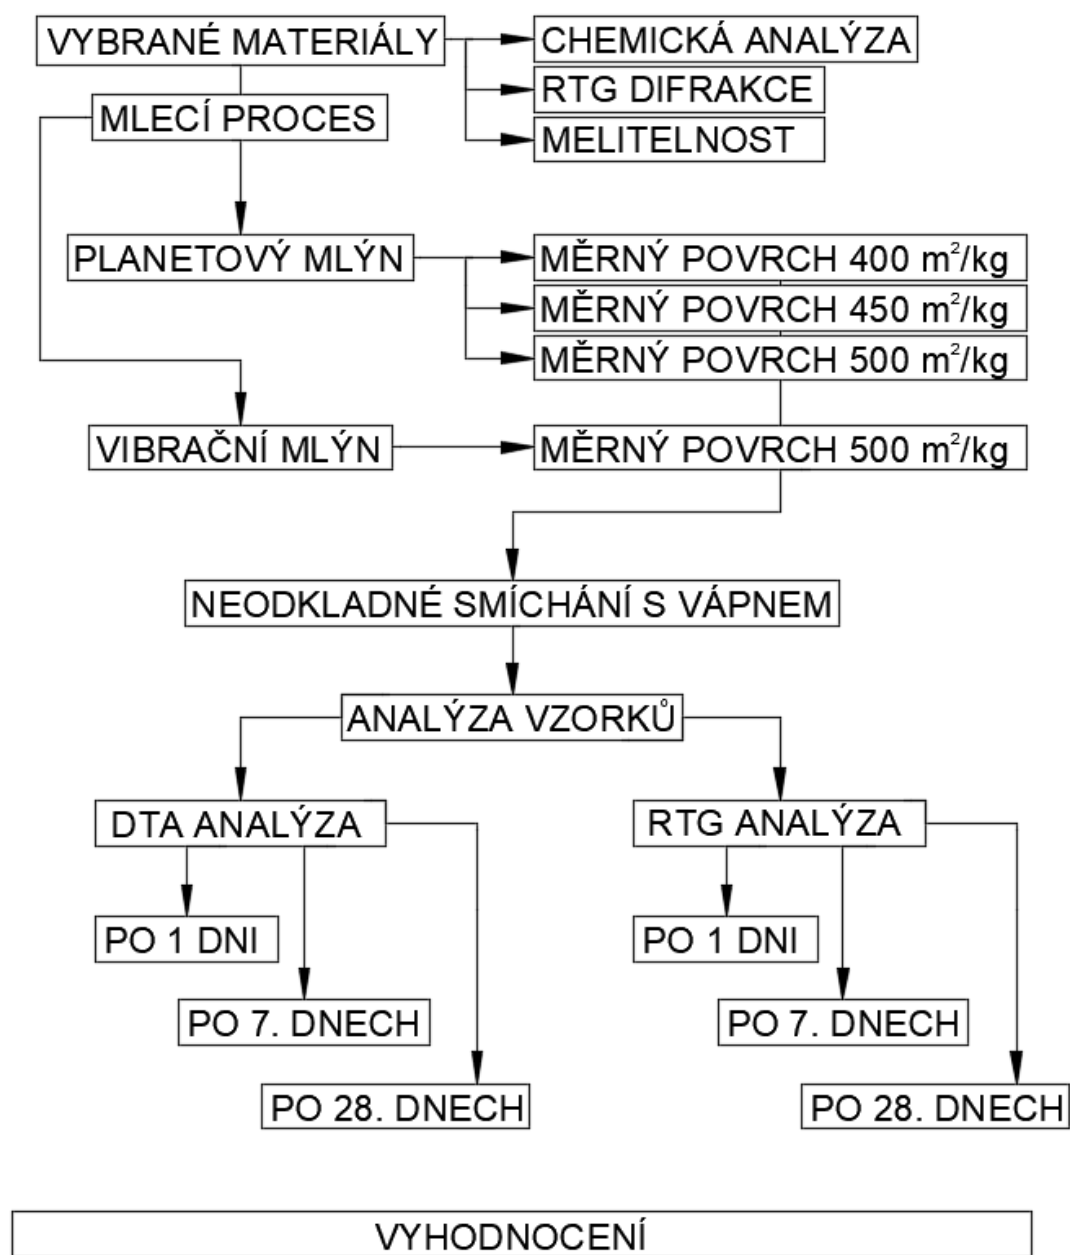 VYBRANÉ MATERIÁLY
CHEMICKÁ ANALÝZA
RTG DIFRAKCE
MLECÍ PROCES
MELITELNOST
PLANETOVÝ MLÝN
MĚRNÝ POVRCH 400 m²/kg
MĚRNÝ POVRCH 450 m²/kg
MĚRNÝ POVRCH 500 m²/kg
VIBRAČNÍ MLÝN
MĚRNÝ POVRCH 500 m²/kg
NEODKLADNÉ SMÍCHÁNÍ S VÁPNEM
ANALÝZA VZORKŮ
DTA ANALÝZA
RTG ANALÝZA
PO 1 DNI
PO 1 DNI
PO 7. DNECH
PO 7. DNECH
PO 28. DNECH
PO 28. DNECH
VYHODNOCENÍ